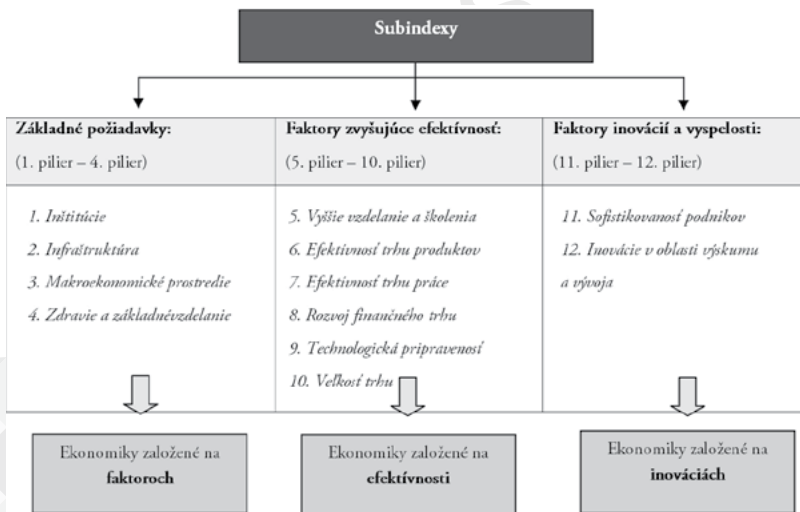 Subindexy
Základné požiadavky:
(1. pilier – 4. pilier)
1. Inštitúcie
2. Infraštruktúra
3. Makroekonomické prostredie
4. Zdravie a základnévzdelanie
Ekonomiky založené na
faktoroch
Faktory zvyšujúce efektívnosť:
(5. pilier – 10. pilier)
5. Vyššie vzdelanie a školenia
6. Efektívnosť trhu produktov
7. Efektívnosť trhu práce
8. Rozvoj finančného trhu
9. Technologická pripravenosť
10. Veľkosť trhu
Ekonomiky založené na
efektívnosti
Faktory inovácií a vyspelosti:
(11. pilier – 12. pilier)
11. Sofistikovanosť podnikov
12. Inovácie v oblasti výskumu
a vývoja
Ekonomiky založené na
inováciách